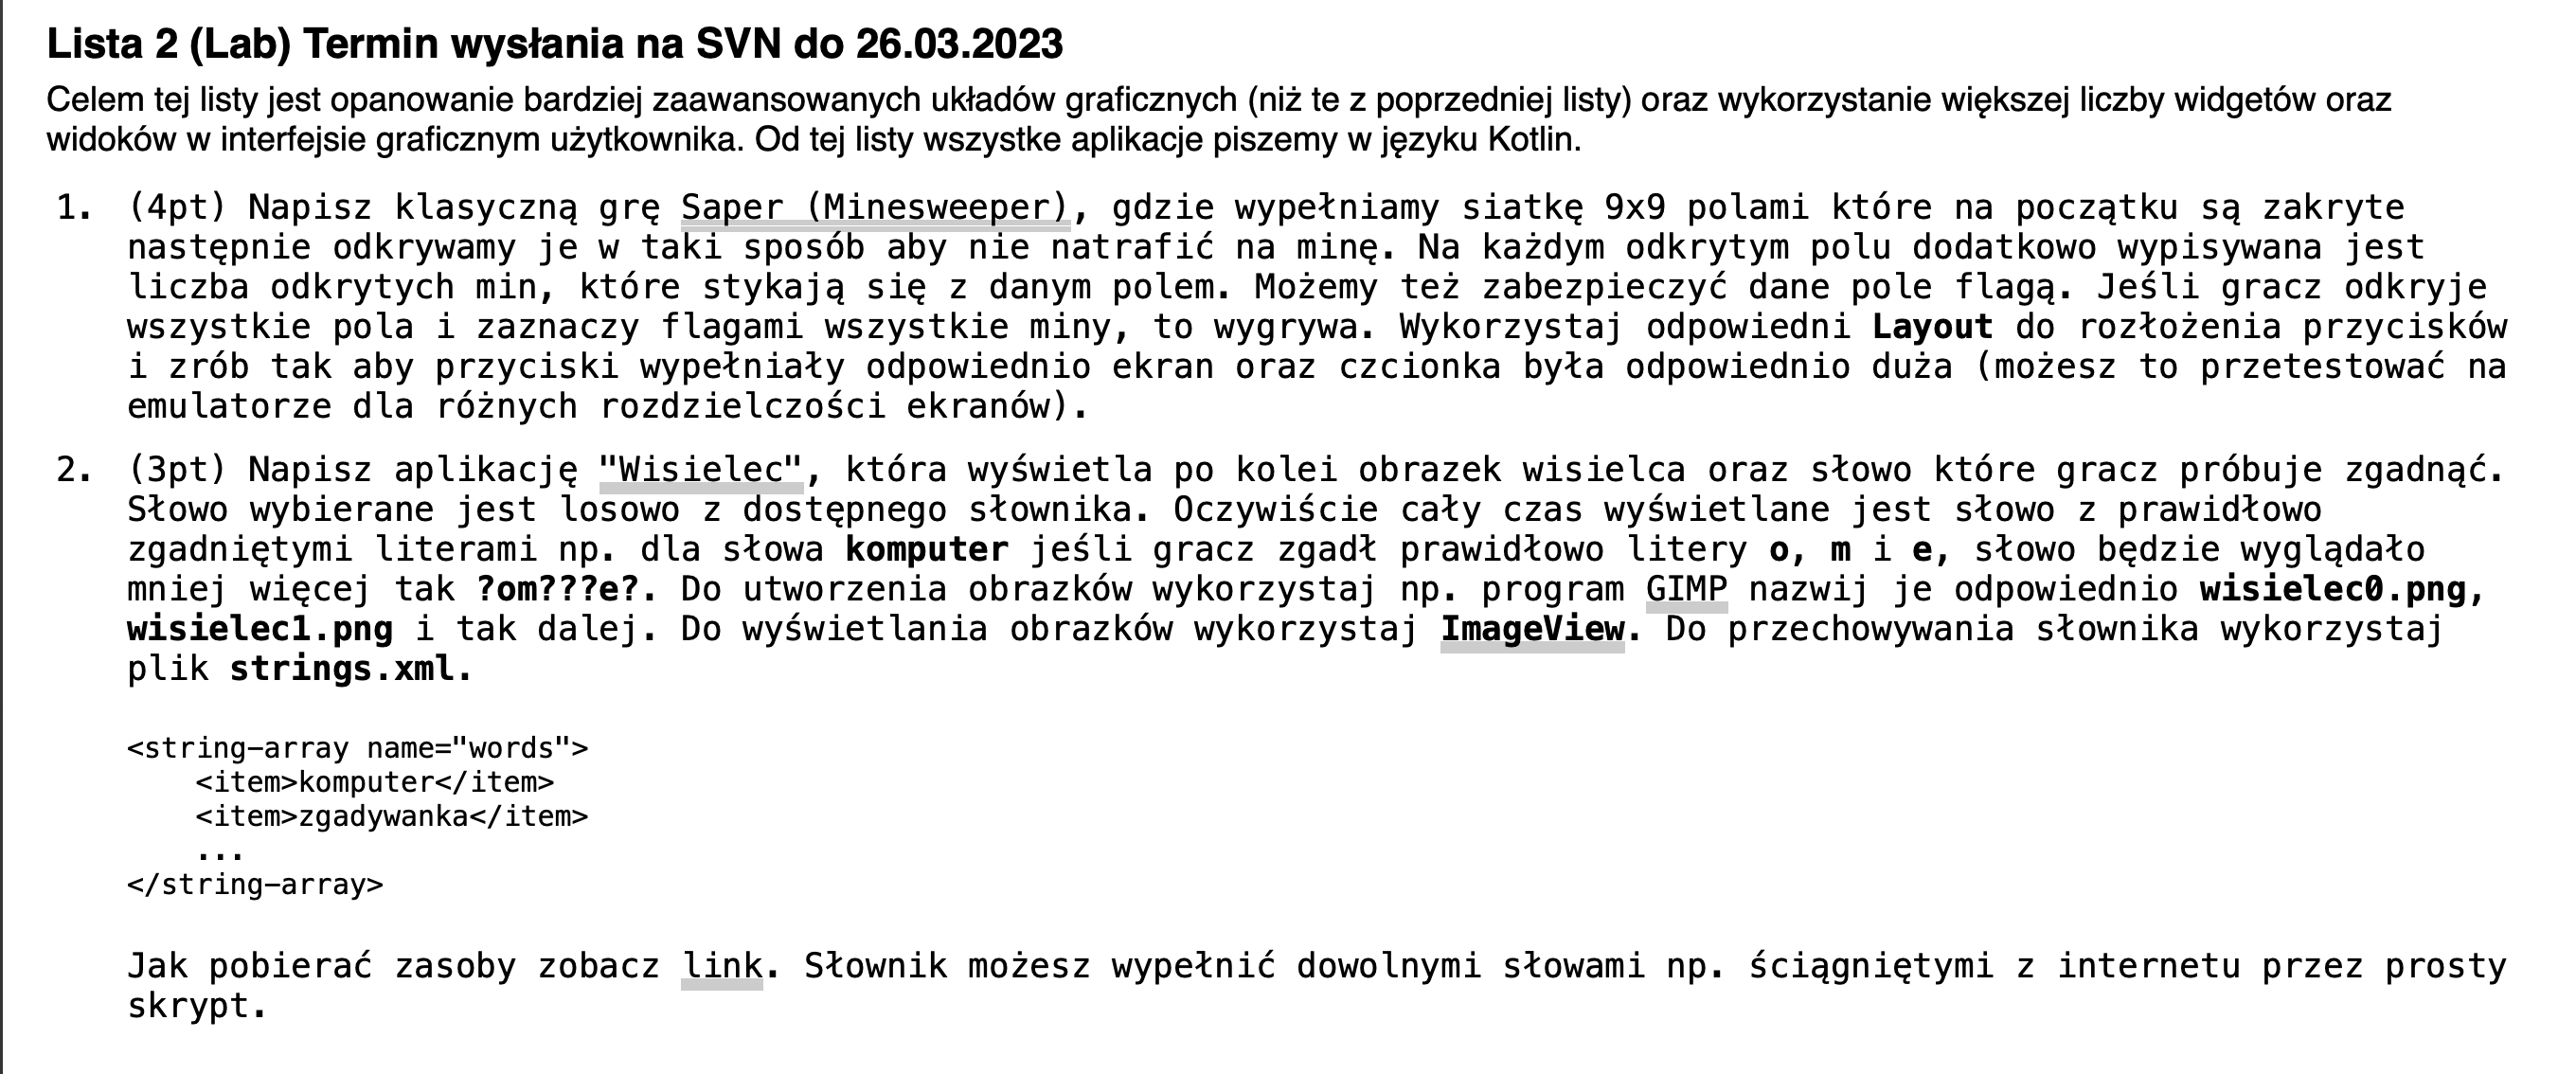 Lista 2 (Lab) Termin wysłania na SVN do 26.03.2023
Celem tej listy jest opanowanie bardziej zaawansowanych układów graficznych (niż te z poprzedniej listy) oraz wykorzystanie większej liczby widgetów oraz
widoków w interfejsie graficznym użytkownika. Od tej listy wszystke aplikacje piszemy w języku Kotlin.
1. (4pt) Napisz klasyczną grę Saper (Minesweeper), gdzie wypełniamy siatkę 9x9 polami które na początku są zakryte
następnie odkrywamy je w taki sposób aby nie natrafić na minę. Na każdym odkrytym polu dodatkowo wypisywana jest
liczba odkrytych min, które stykają się z danym polem. Możemy też zabezpieczyć dane pole flagą. Jeśli gracz odkryje
wszystkie pola i zaznaczy flagami wszystkie miny, to wygrywa. Wykorzystaj odpowiedni Layout do rozłożenia przycisków
i zrób tak aby przyciski wypełniały odpowiednio ekran oraz czcionka była odpowiednio duża (możesz to przetestować na
emulatorze dla różnych rozdzielczości ekranów).
2. (3pt) Napisz aplikację "Wisielec", która wyświetla po kolei obrazek wisielca oraz słowo które gracz próbuje zgadnąć.
Słowo wybierane jest losowo z dostępnego słownika. Oczywiście cały czas wyświetlane jest słowo z prawidłowo
zgadniętymi literami np. dla słowa komputer jeśli gracz zgadł prawidłowo litery o, m i e, słowo będzie wyglądało
mniej więcej tak ?om???e?. Do utworzenia obrazków wykorzystaj np. program GIMP nazwij je odpowiednio wisielec0.png,
wisielec1.png i tak dalej. Do wyświetlania obrazków wykorzystaj ImageView. Do przechowywania słownika wykorzystaj
plik strings.xml.
<string-array name="words">
<item>komputer</item>
<item>zgadywanka</item>
...
</string-array>
Jak pobierać zasoby zobacz link. Słownik możesz wypełnić dowolnymi słowami np. ściągniętymi z internetu przez prosty
skrypt.